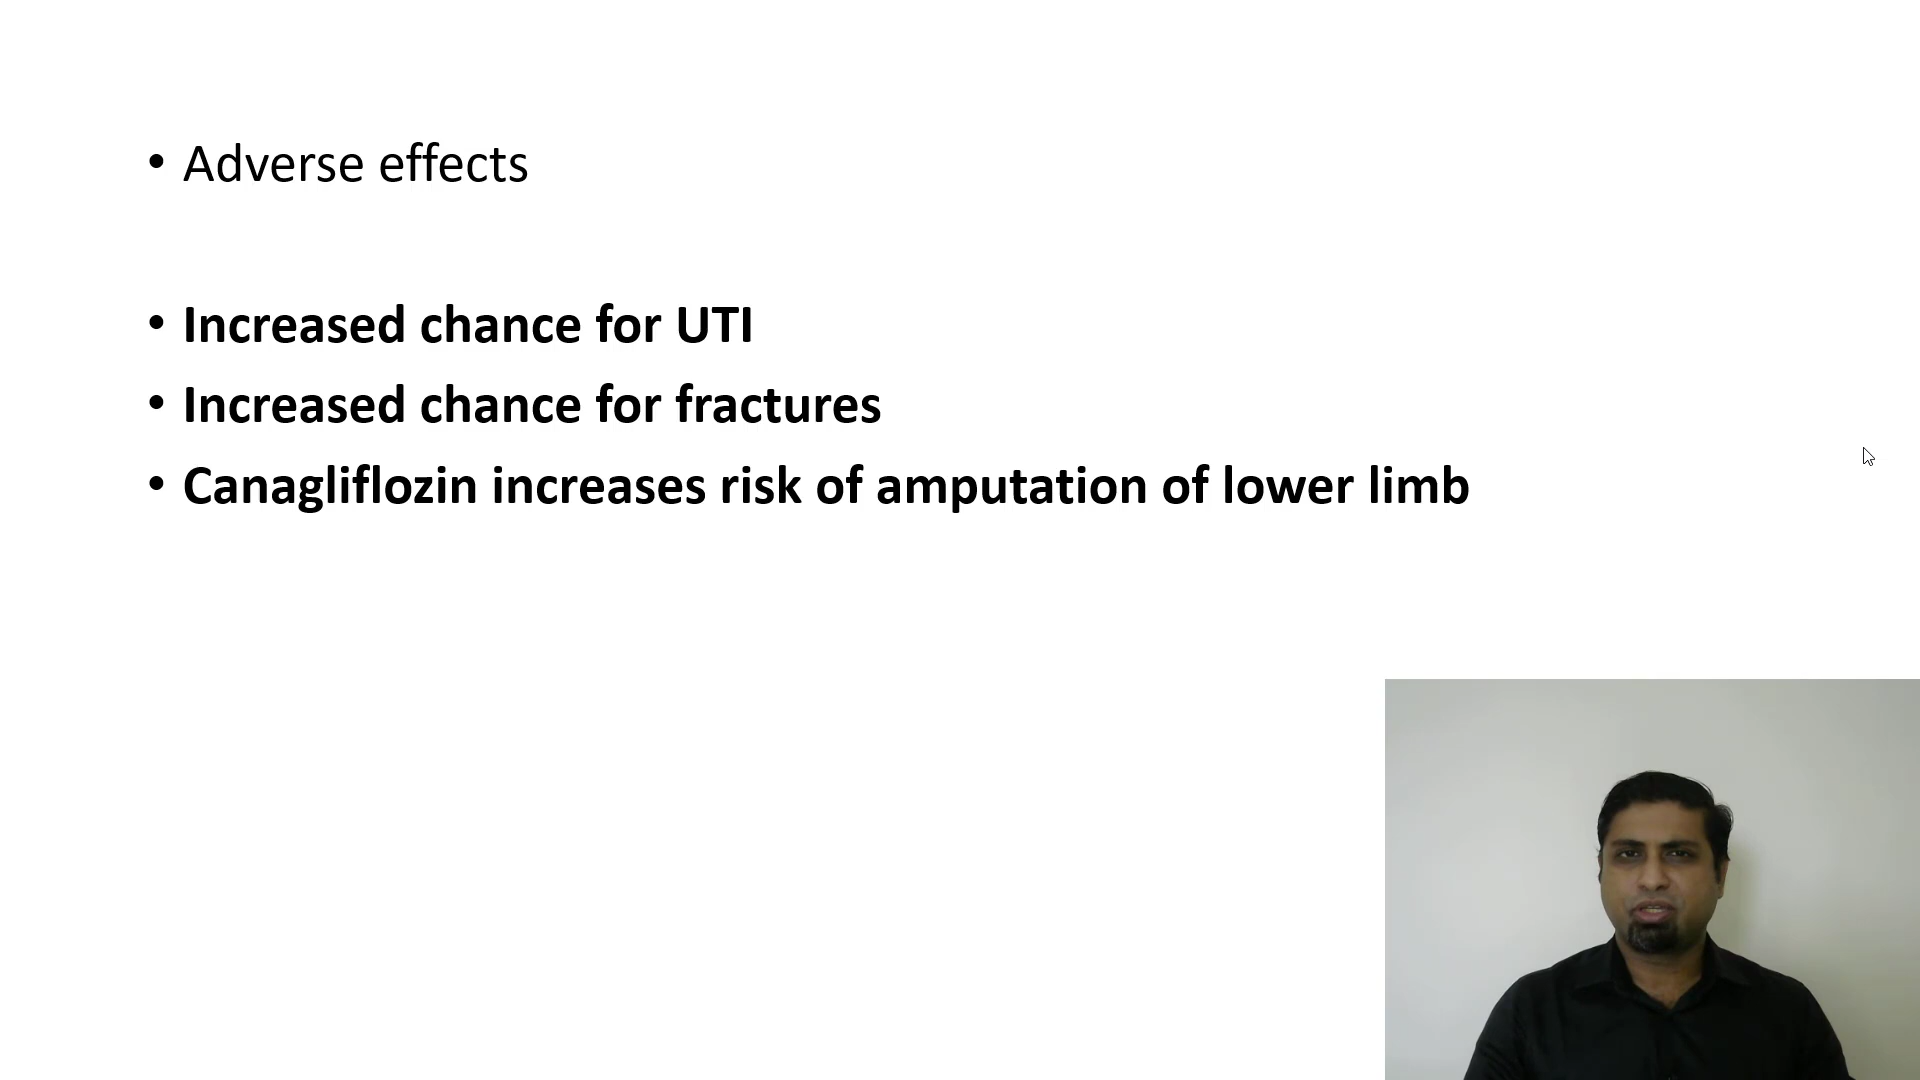 • Adverse effects
• Increased chance for UTI
• Increased chance for fractures
• Canagliflozin increases risk of amputation of lower limb